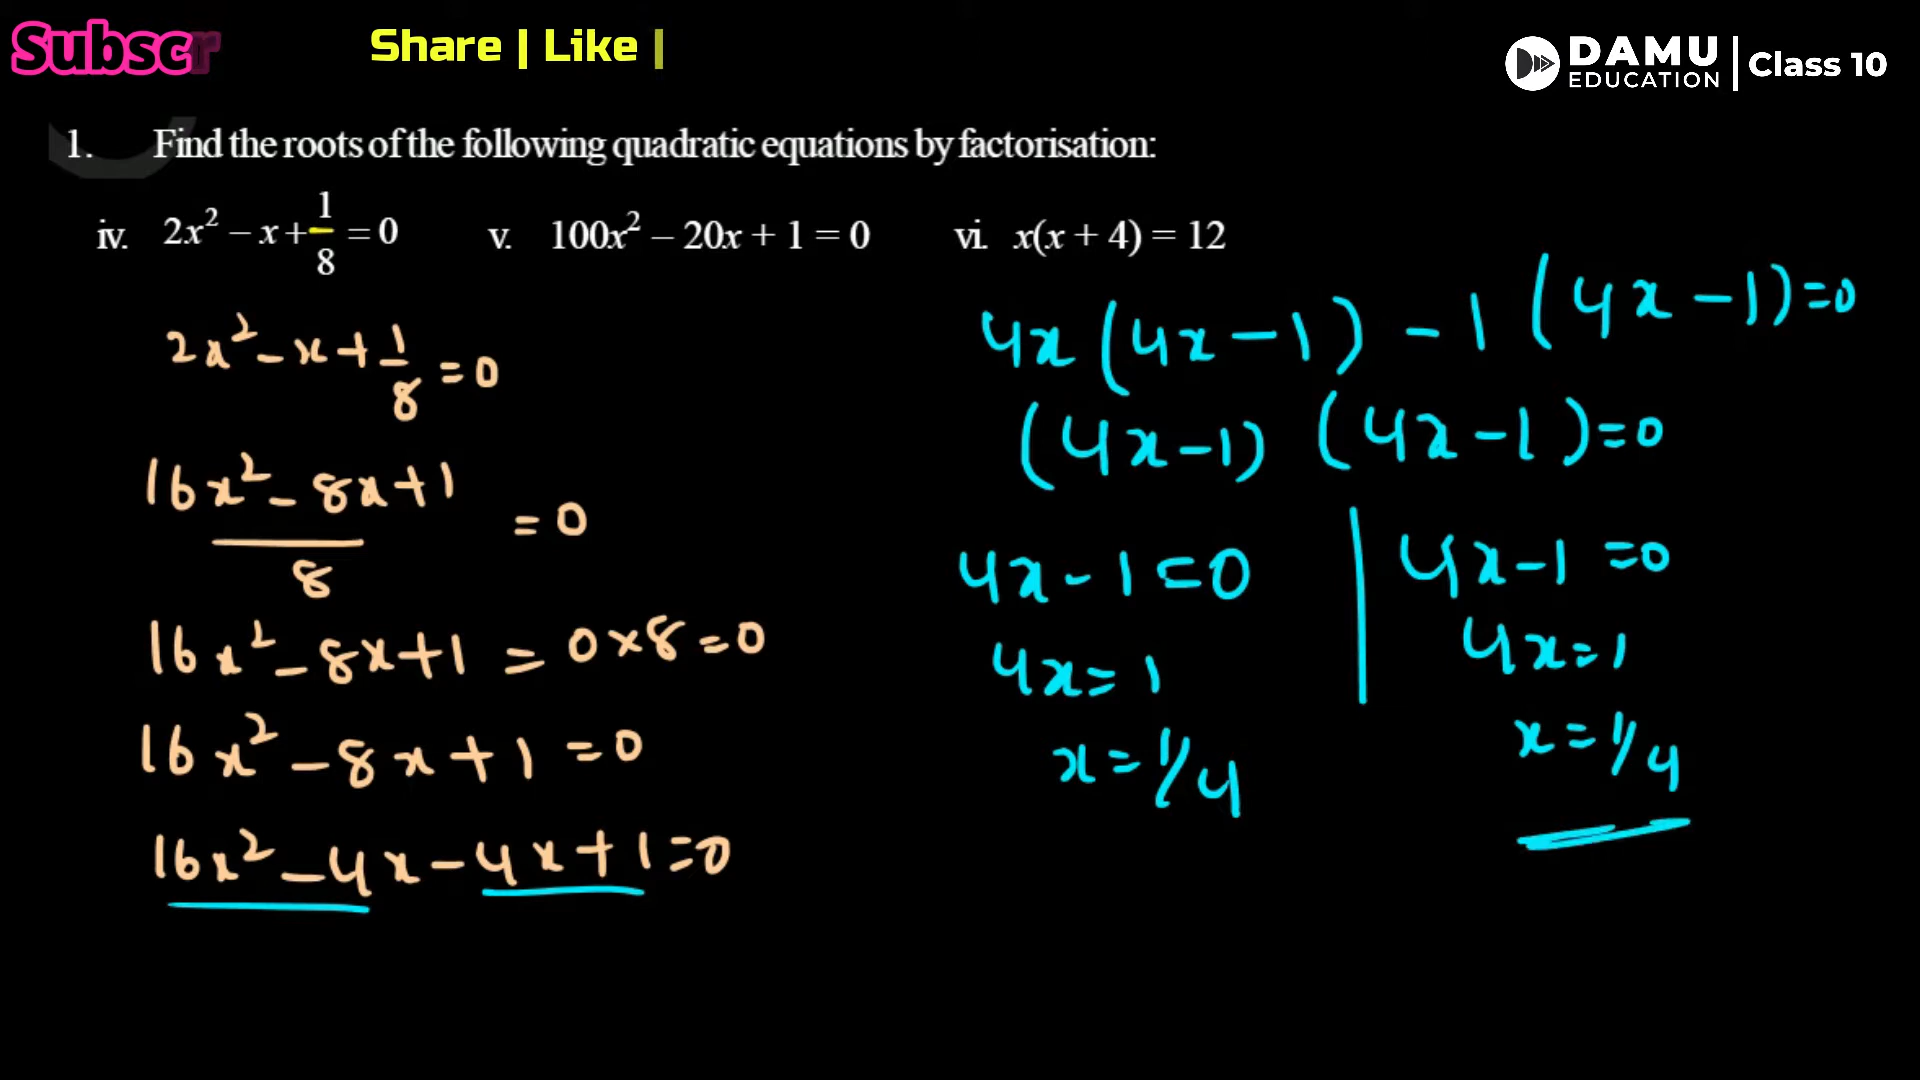 Subscr
Share | Like |
DAMU EDUCATION | Class 10
1. Find the roots of the following quadratic equations by factorisation:
iv. 2x² – x + 1/8 = 0 v. 100x² – 20x + 1 = 0 vi. x(x + 4) = 12
2x² - x + 1/8 = 0
16x² - 8x + 1 / 8 = 0
16x² - 8x + 1 = 0 × 8 = 0
16x² - 8x + 1 = 0
16x² - 4x - 4x + 1 = 0
4x (4x - 1) - 1 (4x - 1) = 0
(4x - 1) (4x - 1) = 0
4x - 1 = 0
4x = 1
x = 1/4
4x - 1 = 0
4x = 1
x = 1/4